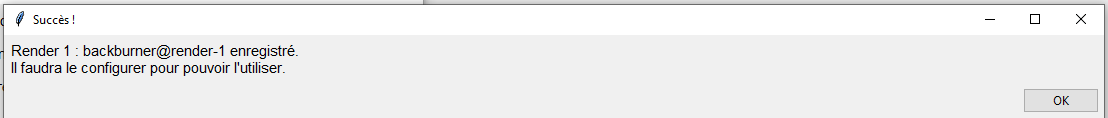 Succès !
Render 1 : backburner@render-1 enregistré.
Il faudra le configurer pour pouvoir l'utiliser.
OK